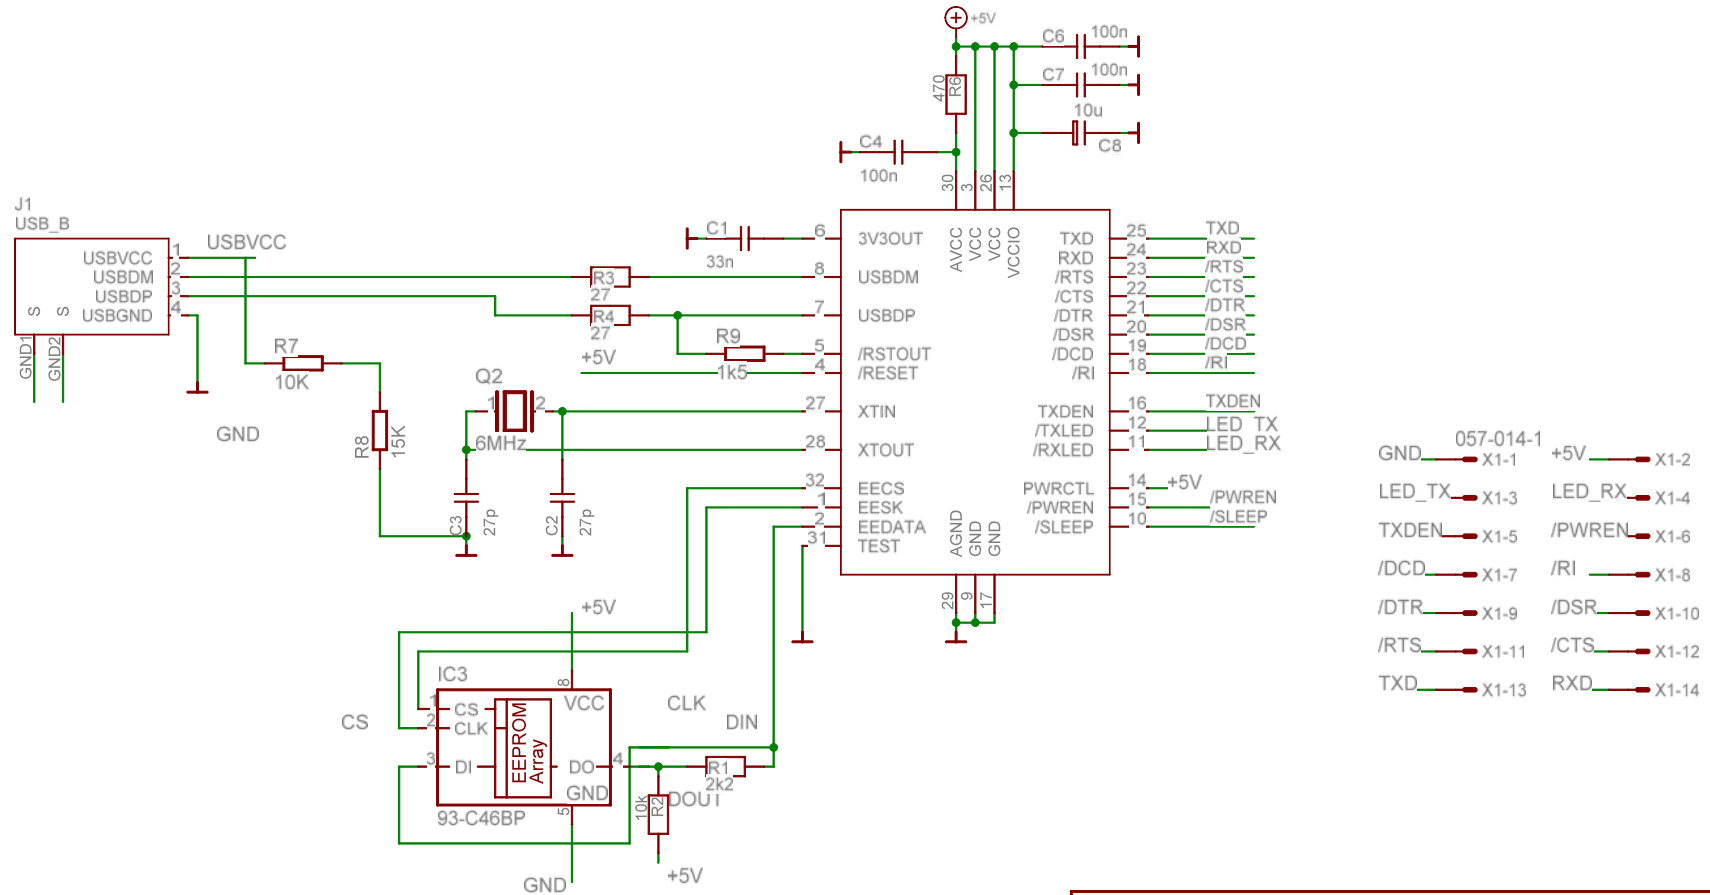 +5V
C6 100n
C7 100n
10u
C8
470
R6
C4
100n
30
3
26
13
J1
USB_B
USBVCC 1
USBDM 2
USBDP 3
USBGND 4
S
S
GND1
GND2
USBVCC
C1
33n
R3
27
R4
27
R9
1k5
+5V
R7
10K
R8
15K
GND
Q2
1
2
6MHz
C3
27p
C2
27p
6 3V3OUT
8 USBDM
7 USBDP
5 /RSTOUT
4 /RESET
27 XTIN
28 XTOUT
32 EECS
1 EESK
2 EEDATA
31 TEST
AVCC
VCC
VCC
VCCIO
AGND
GND
GND
29
9
17
TXD 25 TXD
RXD 24 RXD
/RTS 23 /RTS
/CTS 22 /CTS
/DTR 21 /DTR
/DSR 20 /DSR
/DCD 19 /DCD
/RI 18 /RI
TXDEN 16 TXDEN
/TXLED 12 LED_TX
/RXLED 11 LED_RX
PWRCTL 14 +5V
/PWREN 15 /PWREN
/SLEEP 10 /SLEEP
057-014-1
GND X1-1 +5V X1-2
LED_TX X1-3 LED_RX X1-4
TXDEN X1-5 /PWREN X1-6
/DCD X1-7 /RI X1-8
/DTR X1-9 /DSR X1-10
/RTS X1-11 /CTS X1-12
TXD X1-13 RXD X1-14
+5V
IC3
8
VCC
1 CS
2 CLK
3 DI
EEPROM
Array
DO 4
GND
5
93-C46BP
CS
CLK
DIN
R1
2k2
DOUT
10k
R2
+5V
GND